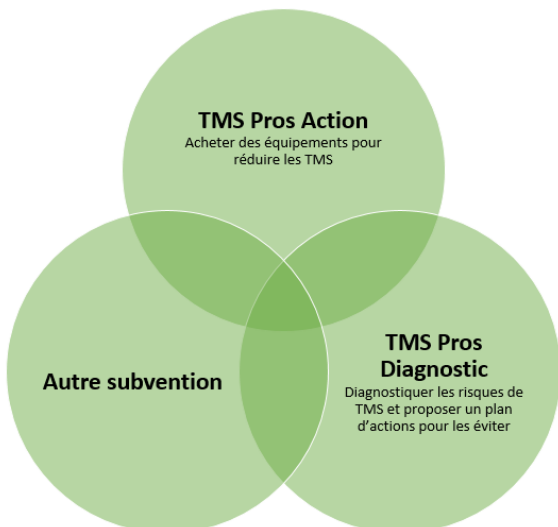 TMS Pros Action
Acheter des équipements pour
réduire les TMS
Autre subvention
TMS Pros
Diagnostic
Diagnostiquer les risques de
TMS et proposer un plan
d’actions pour les éviter